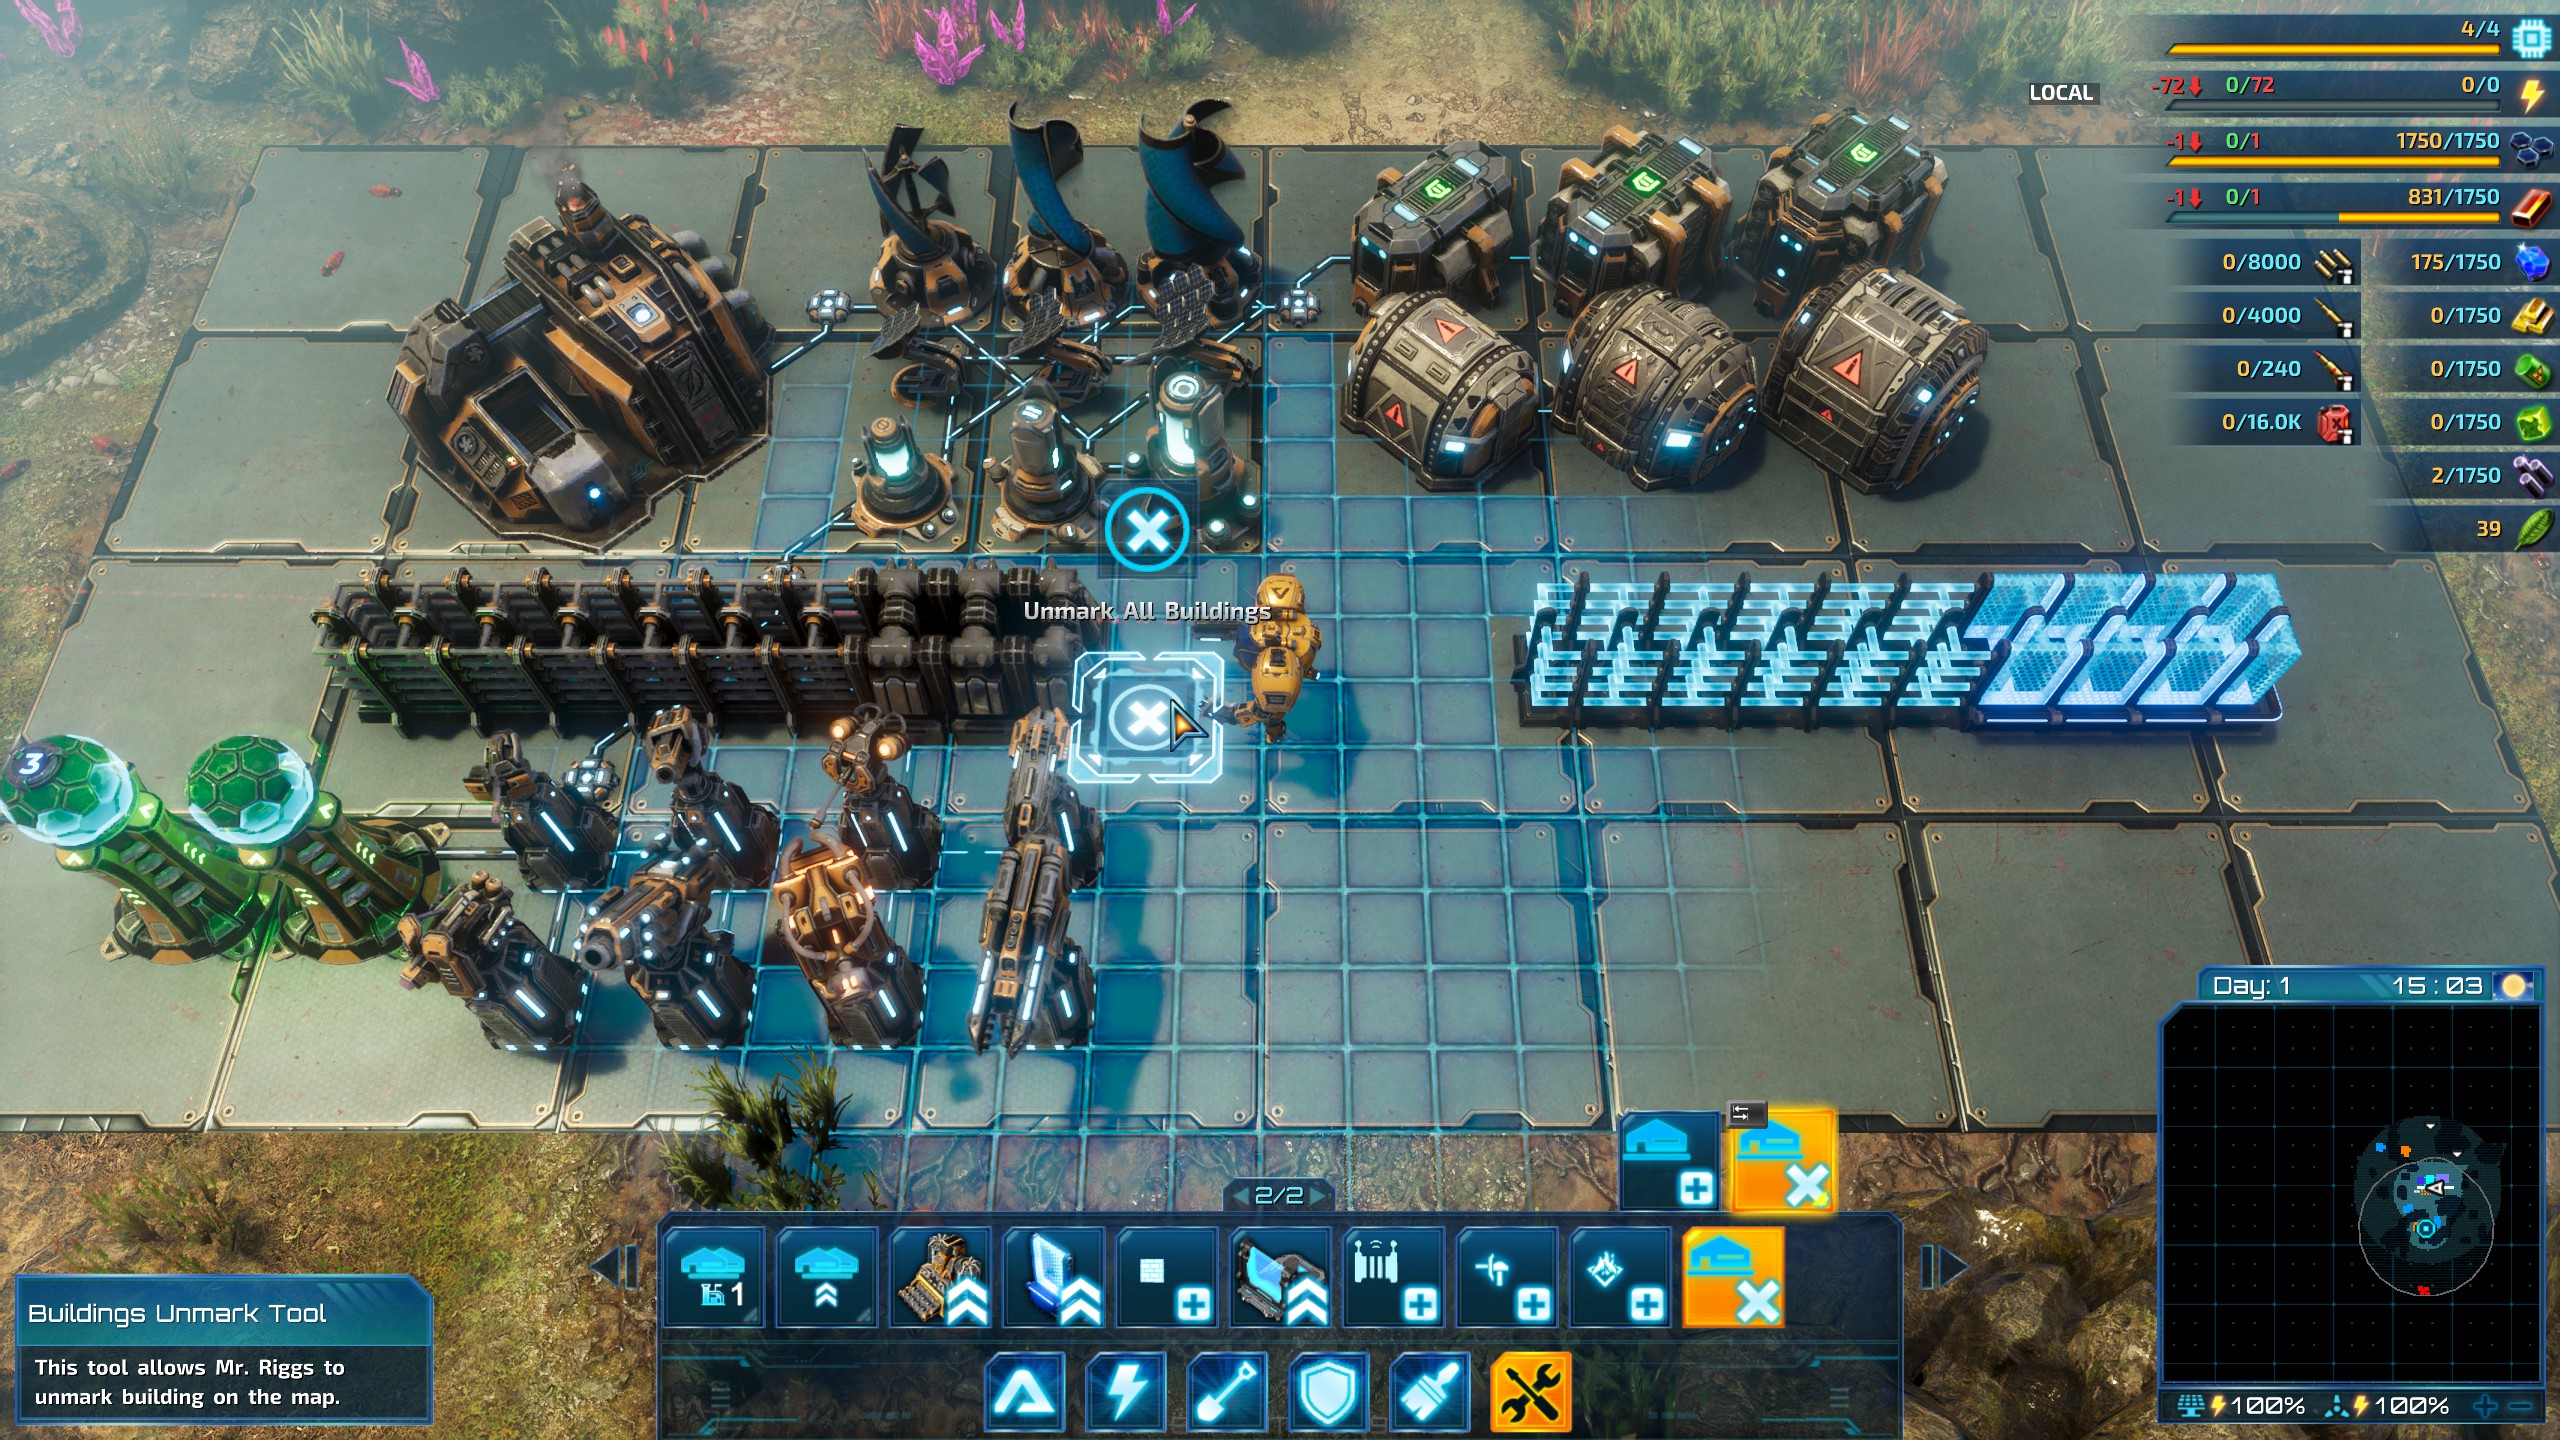 4/4
LOCAL
-72 0/72 0/0
-1 0/1 1750/1750
-1 0/1 831/1750
0/8000 175/1750
0/4000 0/1750
0/240 0/1750
0/16.0K 0/1750
2/1750
39
Unmark All Buildings
3
Day: 1 15:03
2/2
1
Buildings Unmark Tool
This tool allows Mr. Riggs to
unmark building on the map.
100% 100%